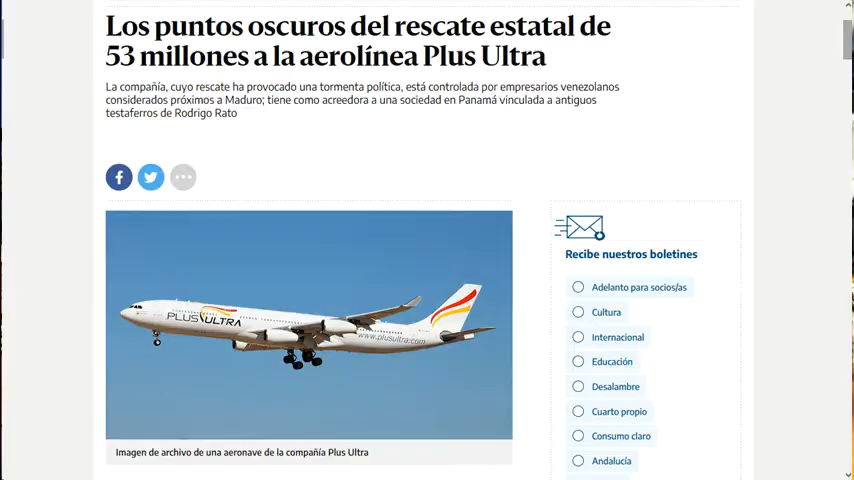 Los puntos oscuros del rescate estatal de
53 millones a la aerolínea Plus Ultra
La compañía, cuyo rescate ha provocado una tormenta política, está controlada por empresarios venezolanos
considerados próximos a Maduro; tiene como acreedora a una sociedad en Panamá vinculada a antiguos
testaferros de Rodrigo Rato
PLUS ULTRA
www.plusultra.com
Imagen de archivo de una aeronave de la compañía Plus Ultra
Recibe nuestros boletines
Adelanto para socios/as
Cultura
Internacional
Educación
Desalambre
Cuarto propio
Consumo claro
Andalucía